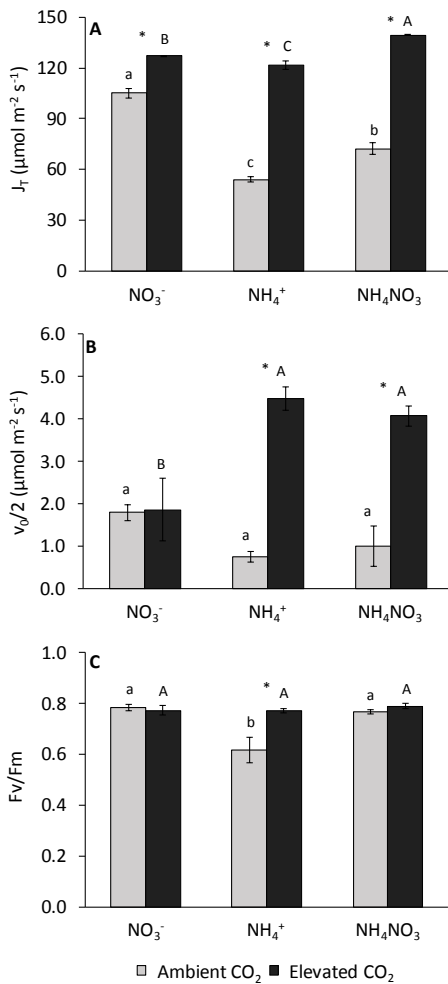 A
J_T (µmol m⁻² s⁻¹)
150
120
90
60
30
0
a
* B
c
* C
b
* A
NO₃⁻ NH₄⁺ NH₄NO₃
B
v₀/2 (µmol m⁻² s⁻¹)
6.0
5.0
4.0
3.0
2.0
1.0
0.0
a
B
a
* A
a
* A
NO₃⁻ NH₄⁺ NH₄NO₃
C
Fv/Fm
1.0
0.8
0.6
0.4
0.2
0.0
a
A
b
* A
a
A
NO₃⁻ NH₄⁺ NH₄NO₃
Ambient CO₂ Elevated CO₂